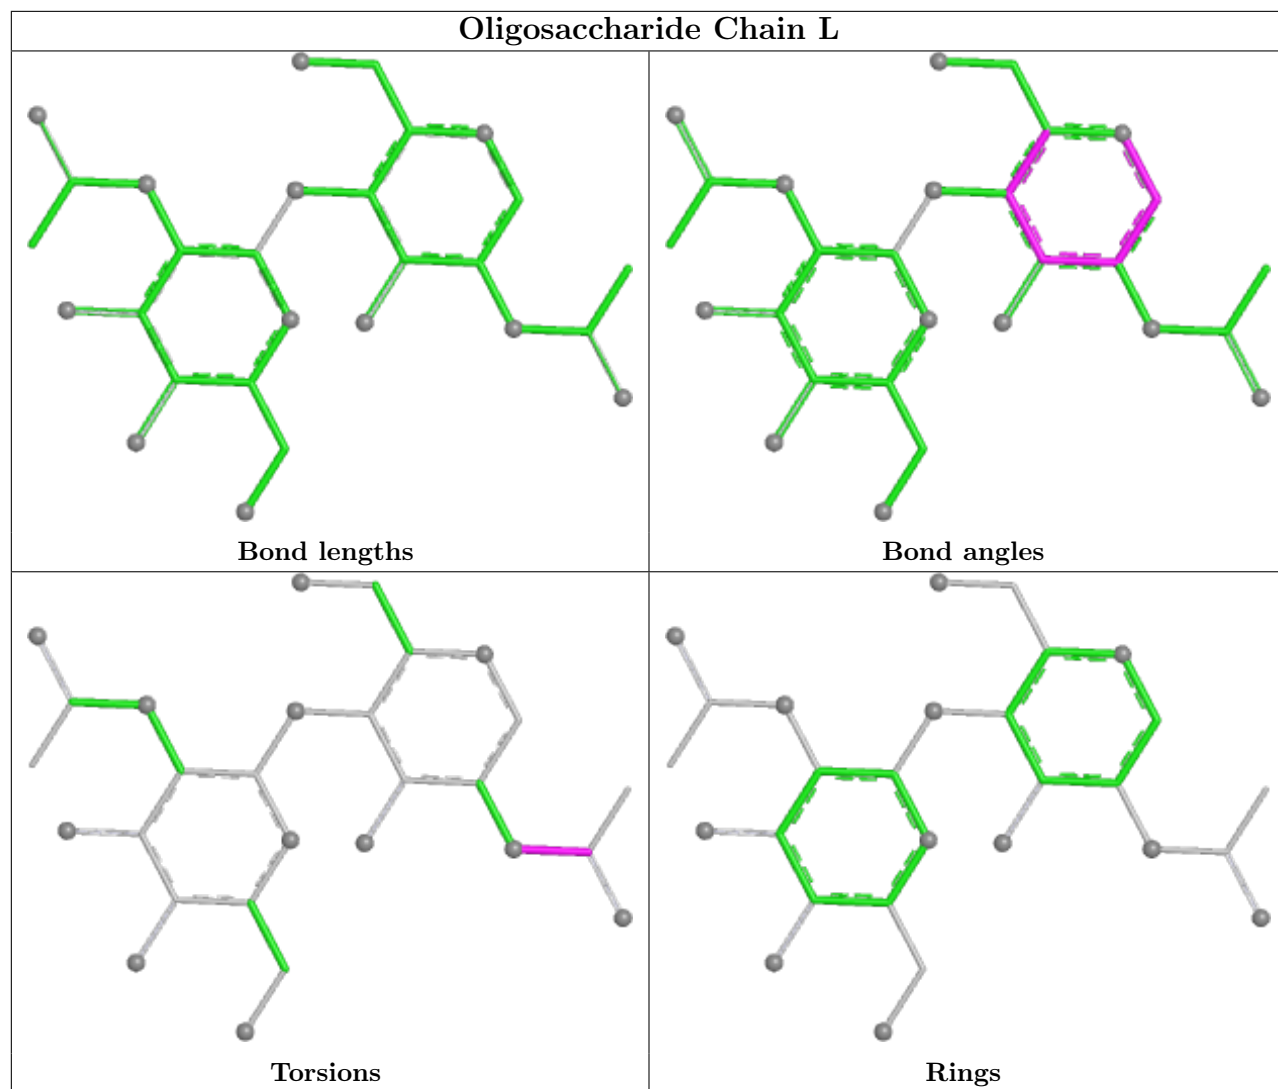 Oligosaccharide Chain L
Bond lengths
Bond angles
Torsions
Rings